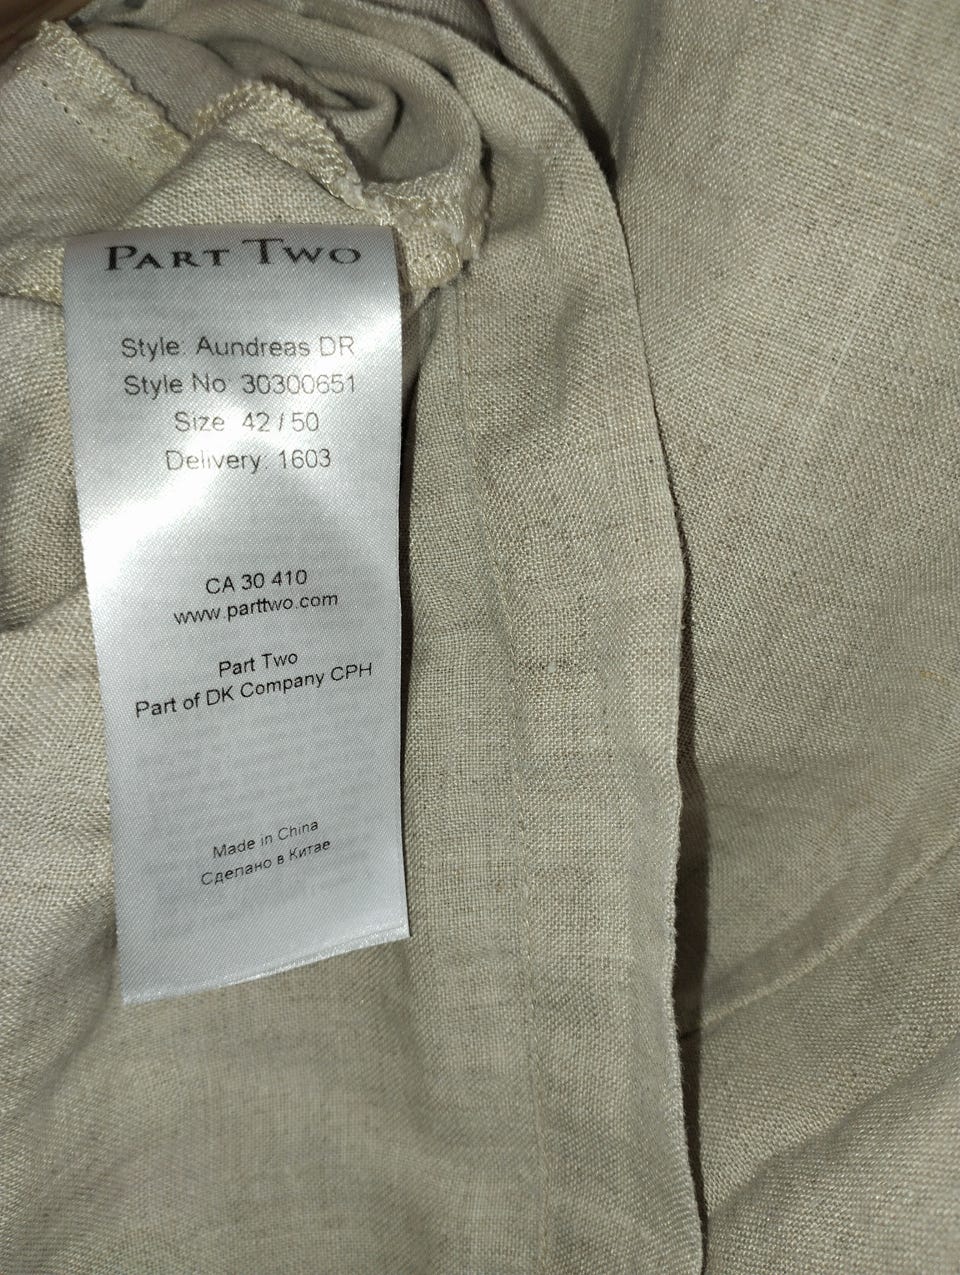 PART TWO
Style: Aundreas DR
Style No: 30300651
Size: 42 / 50
Delivery: 1603
CA 30 410
www.parttwo.com
Part Two
Part of DK Company CPH
Made in China
Сделано в Китае